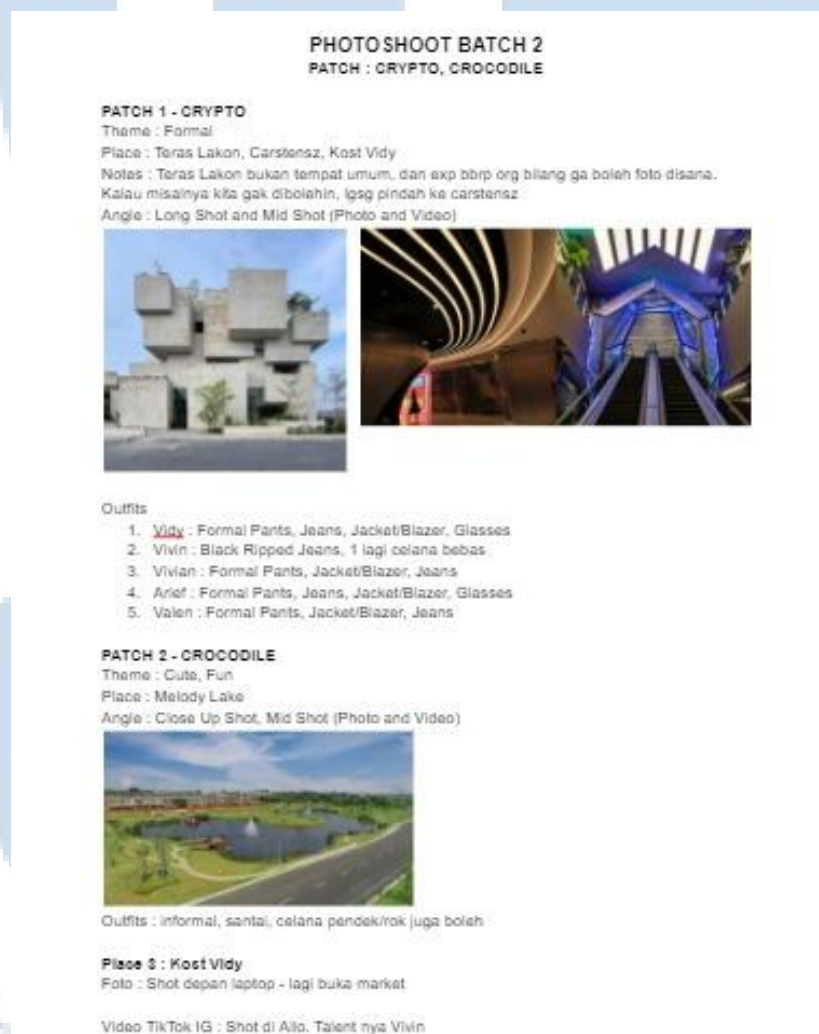 PHOTOSHOOT BATCH 2
PATCH : CRYPTO, CROCODILE
PATCH 1 - CRYPTO
Theme : Formal
Place : Teras Lakon, Carstensz, Kost Vidy
Notes : Teras Lakon bukan tempat umum, dan exp bbrp org bilang ga boleh foto disana.
Kalau misalnya kita gak dibolehin, lgsg pindah ke carstensz
Angle : Long Shot and Mid Shot (Photo and Video)
Outfits
1. Vidy : Formal Pants, Jeans, Jacket/Blazer, Glasses
2. Vivin : Black Ripped Jeans, 1 lagi celana bebas
3. Vivian : Formal Pants, Jacket/Blazer, Jeans
4. Arief : Formal Pants, Jeans, Jacket/Blazer, Glasses
5. Valen : Formal Pants, Jacket/Blazer, Jeans
PATCH 2 - CROCODILE
Theme : Cute, Fun
Place : Melody Lake
Angle : Close Up Shot, Mid Shot (Photo and Video)
Outfits : informal, santai, celana pendek/rok juga boleh
Place 3 : Kost Vidy
Foto : Shot depan laptop - lagi buka market
Video TikTok IG : Shot di Allo. Talent nya Vivin